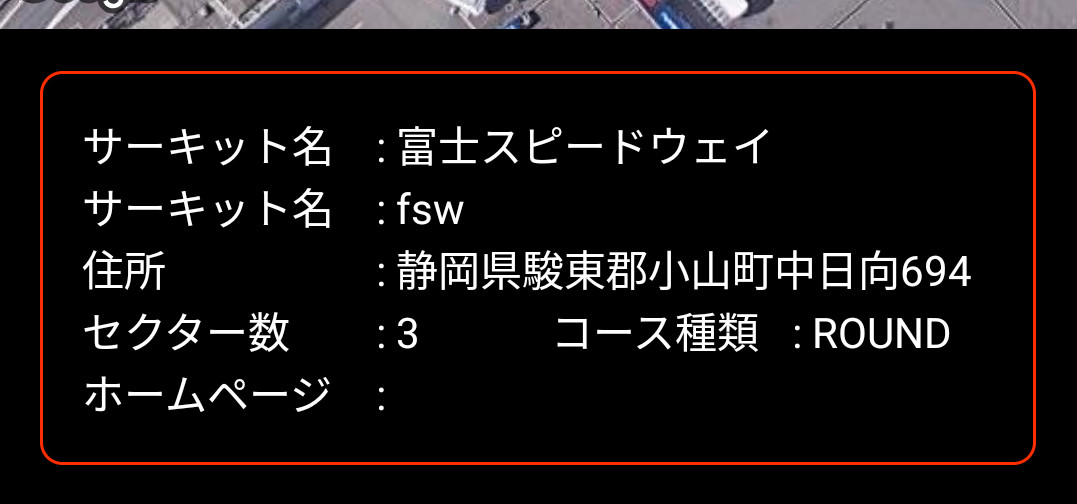 サーキット名 : 富士スピードウェイ
サーキット名 : fsw
住所 : 静岡県駿東郡小山町中日向694
セクター数 : 3 コース種類 : ROUND
ホームページ :